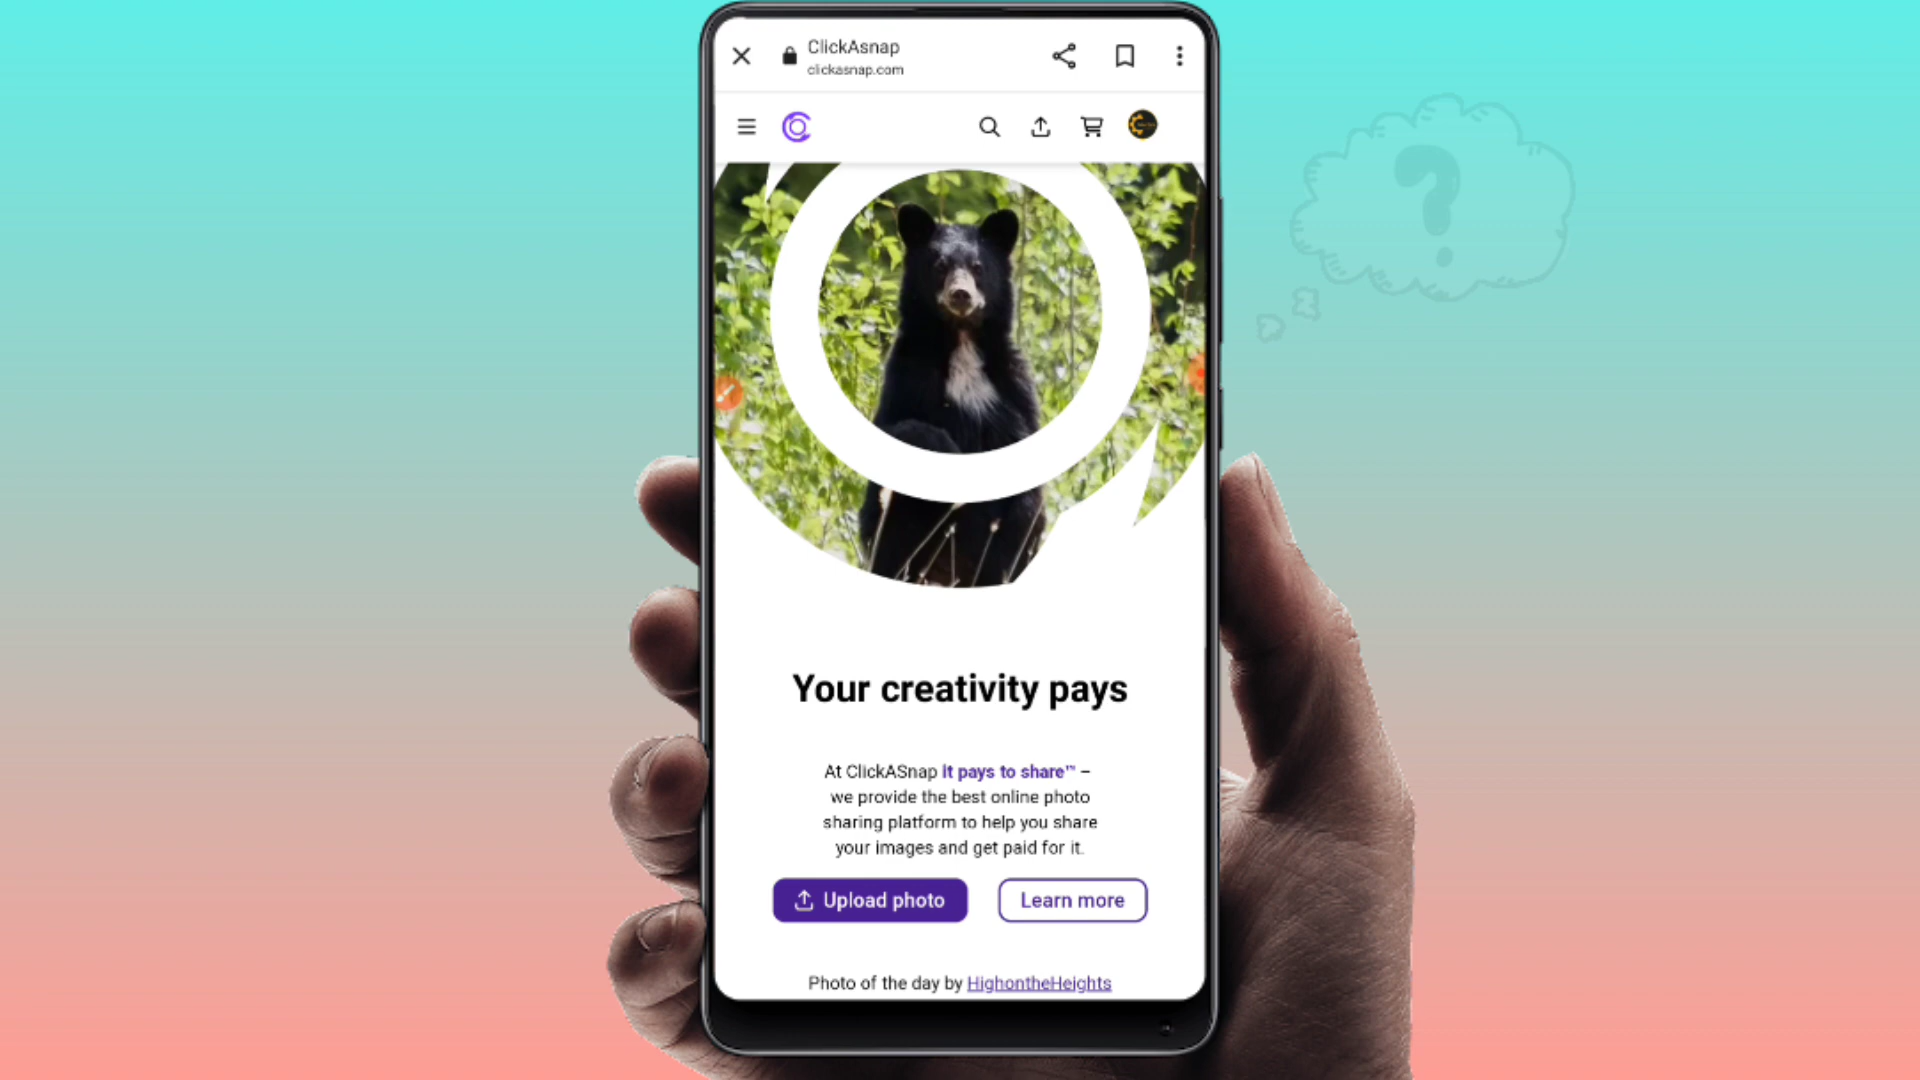 ClickAsnap
clickasnap.com
Your creativity pays
At ClickASnap it pays to share™ –
we provide the best online photo
sharing platform to help you share
your images and get paid for it.
Upload photo
Learn more
Photo of the day by HighontheHeights
?